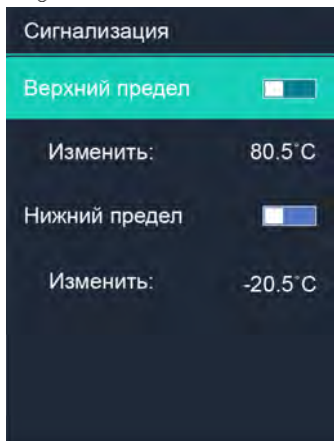 Сигнализация
Верхний предел
Изменить: 80.5°C
Нижний предел
Изменить: -20.5°C